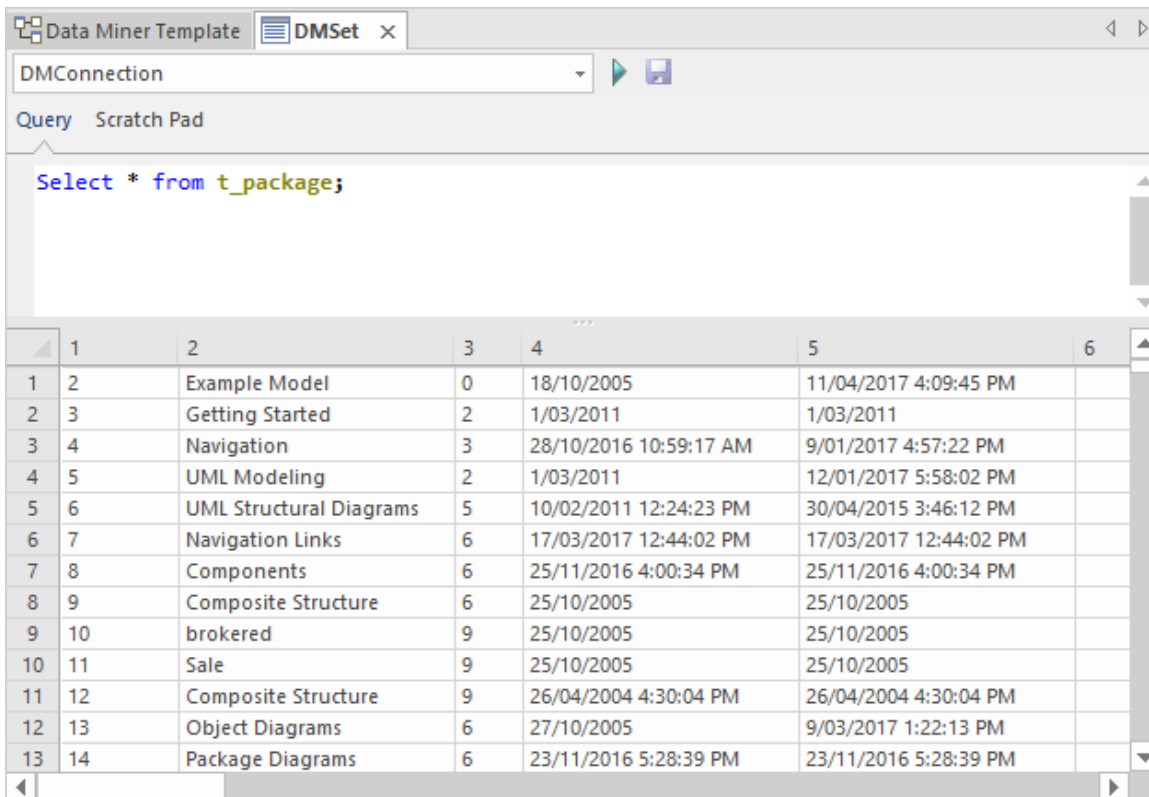 Data Miner Template DMSet
DMConnection
Query Scratch Pad
Select * from t_package;
1 2 3 4 5 6
1 2 Example Model 0 18/10/2005 11/04/2017 4:09:45 PM
2 3 Getting Started 2 1/03/2011 1/03/2011
3 4 Navigation 3 28/10/2016 10:59:17 AM 9/01/2017 4:57:22 PM
4 5 UML Modeling 2 1/03/2011 12/01/2017 5:58:02 PM
5 6 UML Structural Diagrams 5 10/02/2011 12:24:23 PM 30/04/2015 3:46:12 PM
6 7 Navigation Links 6 17/03/2017 12:44:02 PM 17/03/2017 12:44:02 PM
7 8 Components 6 25/11/2016 4:00:34 PM 25/11/2016 4:00:34 PM
8 9 Composite Structure 6 25/10/2005 25/10/2005
9 10 brokered 9 25/10/2005 25/10/2005
10 11 Sale 9 25/10/2005 25/10/2005
11 12 Composite Structure 9 26/04/2004 4:30:04 PM 26/04/2004 4:30:04 PM
12 13 Object Diagrams 6 27/10/2005 9/03/2017 1:22:13 PM
13 14 Package Diagrams 6 23/11/2016 5:28:39 PM 23/11/2016 5:28:39 PM